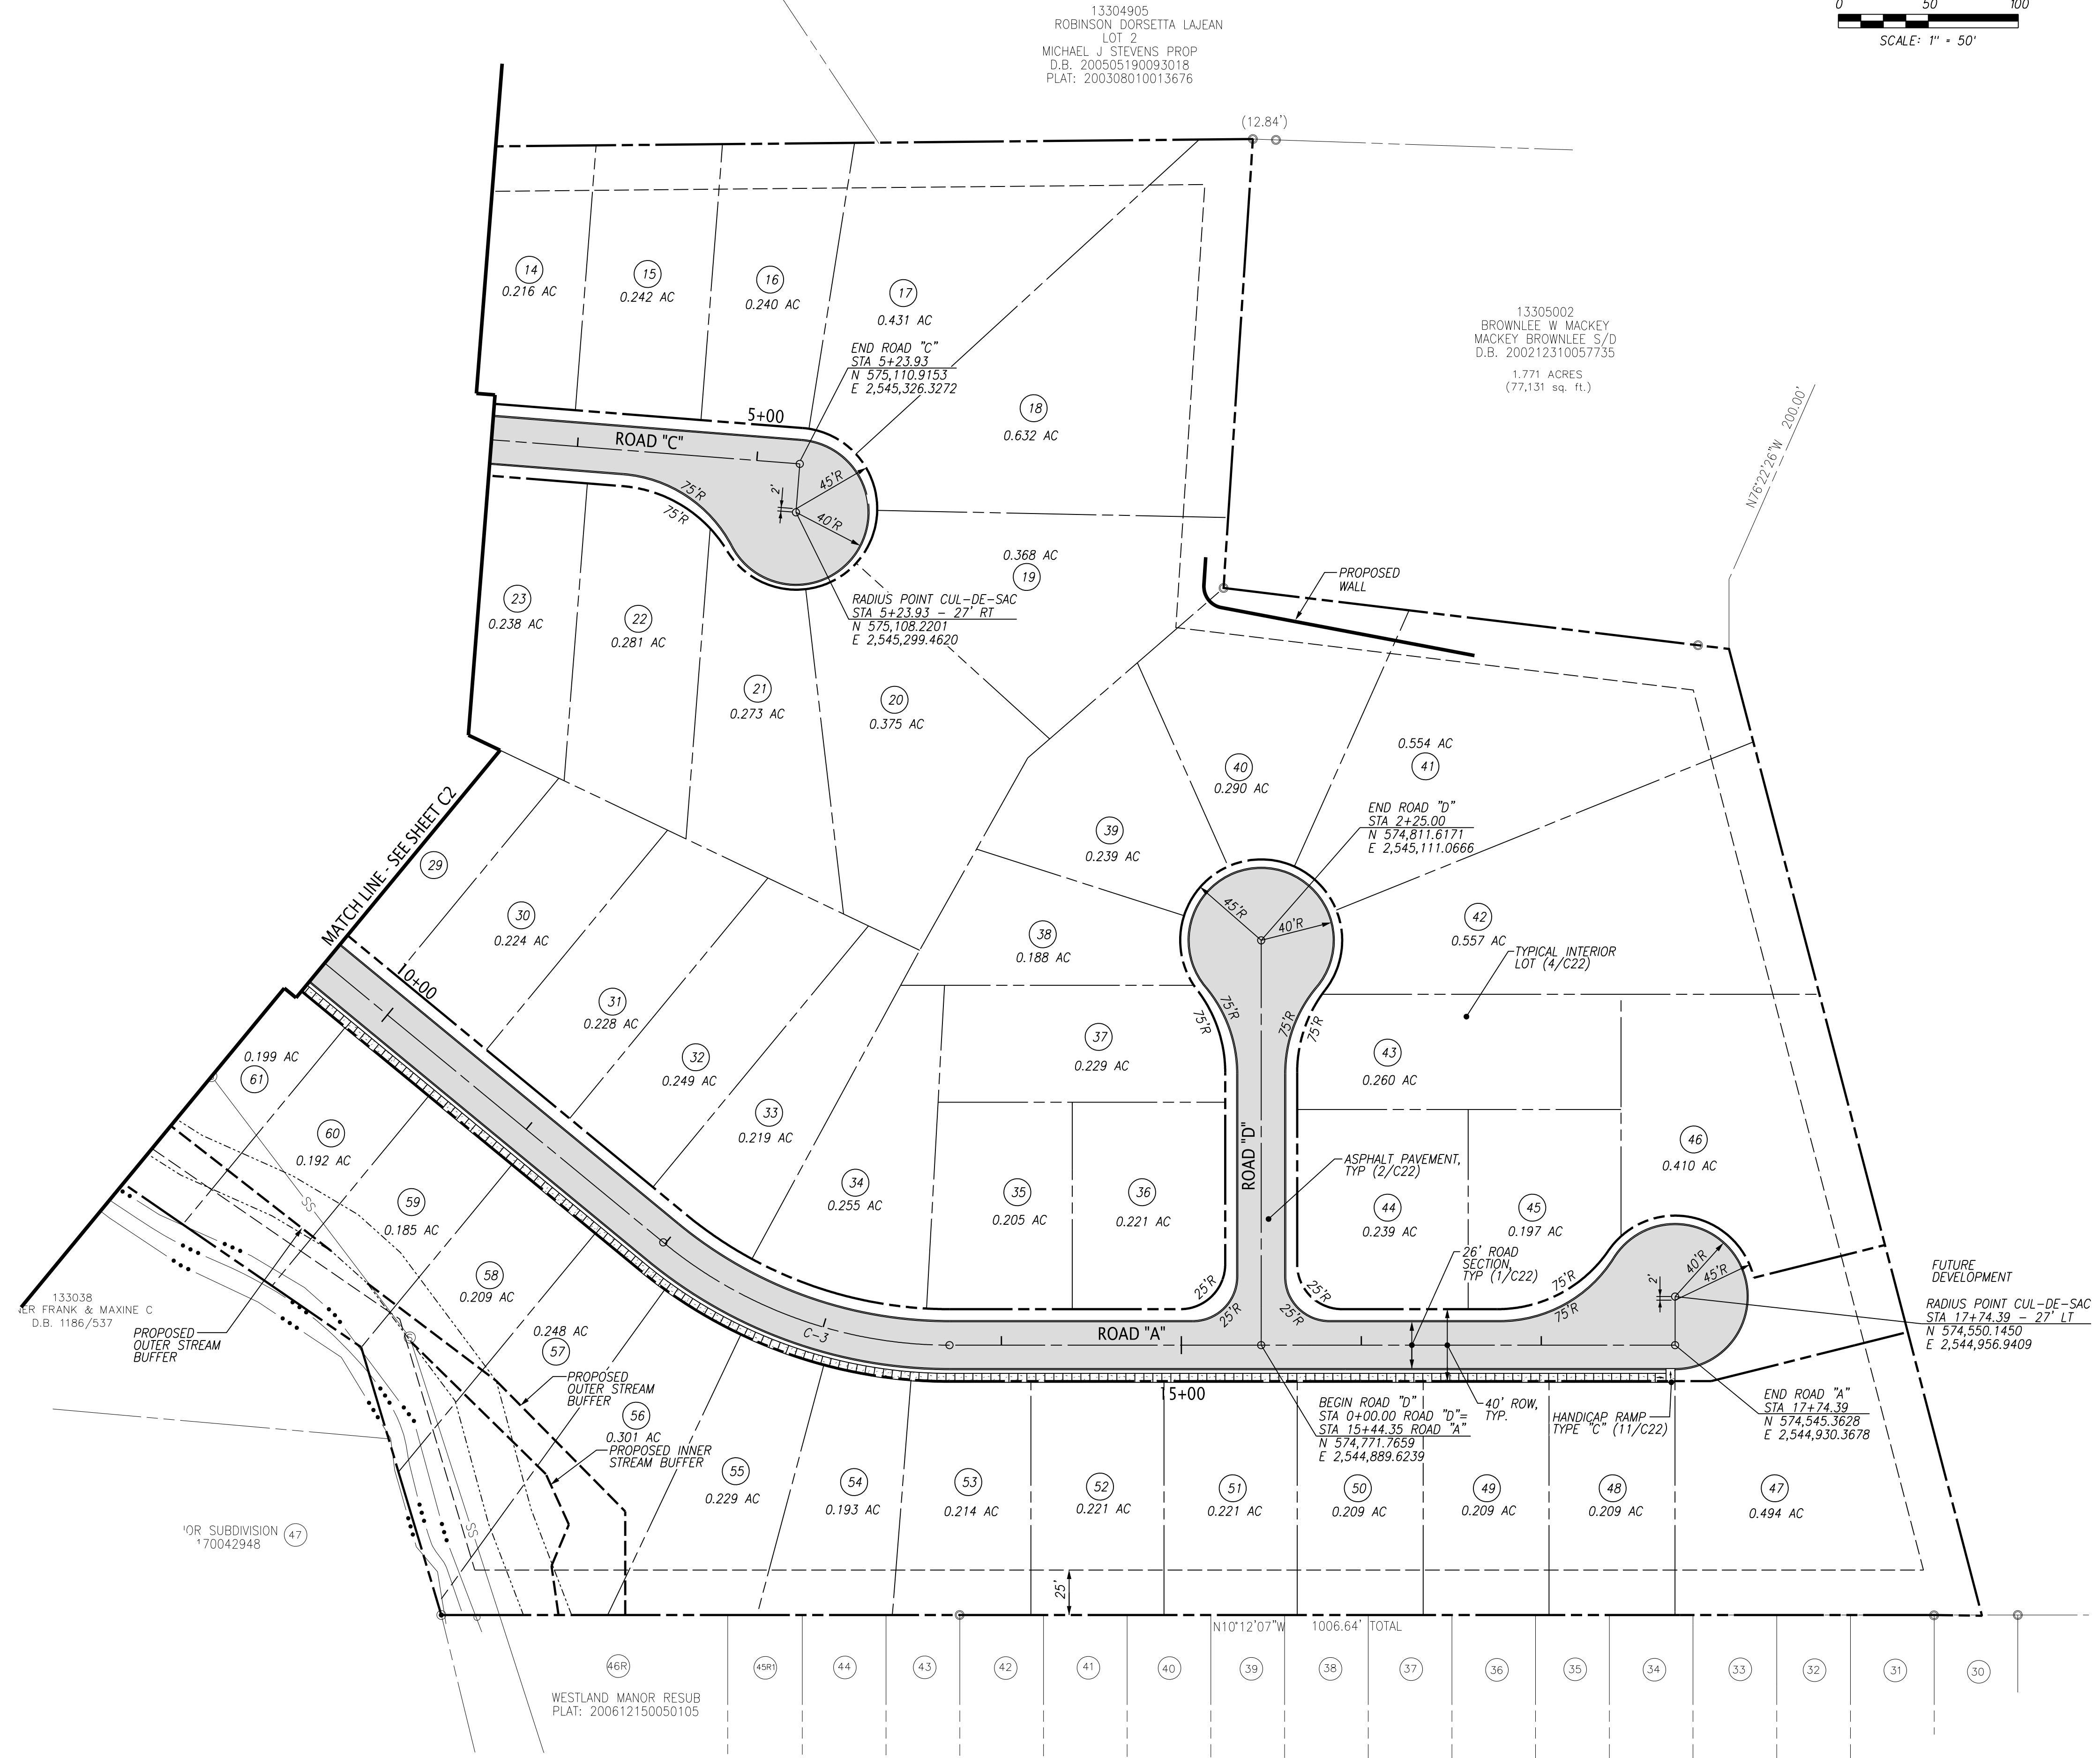 13304905
ROBINSON DORSETTA LAJEAN
LOT 2
MICHAEL J STEVENS PROP
D.B. 200505190093018
PLAT: 200308010013676
0 50 100
SCALE: 1" = 50'
(12.84')
14
0.216 AC
15
0.242 AC
16
0.240 AC
17
0.431 AC
END ROAD "C"
STA 5+23.93
N 575,110.9153
E 2,545,326.3272
18
0.632 AC
13305002
BROWNLEE W MACKEY
MACKEY BROWNLEE S/D
D.B. 200212310057735
1.771 ACRES
(77,131 sq. ft.)
N76°22'26"W 200.00'
5+00
ROAD "C"
75'R
75'R
2'
45'R
40'R
0.368 AC
19
RADIUS POINT CUL-DE-SAC
STA 5+23.93 - 27' RT
N 575,108.2201
E 2,545,299.4620
PROPOSED
WALL
23
0.238 AC
22
0.281 AC
21
0.273 AC
20
0.375 AC
MATCH LINE - SEE SHEET C2
29
30
0.224 AC
31
0.228 AC
32
0.249 AC
33
0.219 AC
34
0.255 AC
35
0.205 AC
36
0.221 AC
37
0.229 AC
38
0.188 AC
39
0.239 AC
40
0.290 AC
0.554 AC
41
END ROAD "D"
STA 2+25.00
N 574,811.6171
E 2,545,111.0666
45'R
40'R
42
0.557 AC
TYPICAL INTERIOR
LOT (4/C22)
75'R
75'R
75'R
75'R
43
0.260 AC
ROAD "D"
ASPHALT PAVEMENT,
TYP (2/C22)
44
0.239 AC
45
0.197 AC
46
0.410 AC
26' ROAD
SECTION,
TYP (1/C22)
10+00
0.199 AC
61
60
0.192 AC
59
0.185 AC
58
0.209 AC
0.248 AC
57
SS
133038
ER FRANK & MAXINE C
D.B. 1186/537
PROPOSED
OUTER STREAM
BUFFER
PROPOSED
OUTER STREAM
BUFFER
56
0.301 AC
PROPOSED INNER
STREAM BUFFER
C-3
ROAD "A"
25'R
25'R
25'R
25'R
75'R
75'R
2'
40'R
45'R
FUTURE
DEVELOPMENT
RADIUS POINT CUL-DE-SAC
STA 17+74.39 - 27' LT
N 574,550.1450
E 2,544,956.9409
15+00
BEGIN ROAD "D"
STA 0+00.00 ROAD "D"=
STA 15+44.35 ROAD "A"
N 574,771.7659
E 2,544,889.6239
40' ROW,
TYP.
HANDICAP RAMP
TYPE "C" (11/C22)
END ROAD "A"
STA 17+74.39
N 574,545.3628
E 2,544,930.3678
55
0.229 AC
54
0.193 AC
53
0.214 AC
52
0.221 AC
51
0.221 AC
50
0.209 AC
49
0.209 AC
48
0.209 AC
47
0.494 AC
SS
OR SUBDIVISION 47
70042948
25'
N10°12'07"W 1006.64' TOTAL
46R
45R1
44
43
42
41
40
39
38
37
36
35
34
33
32
31
30
WESTLAND MANOR RESUB
PLAT: 200612150050105